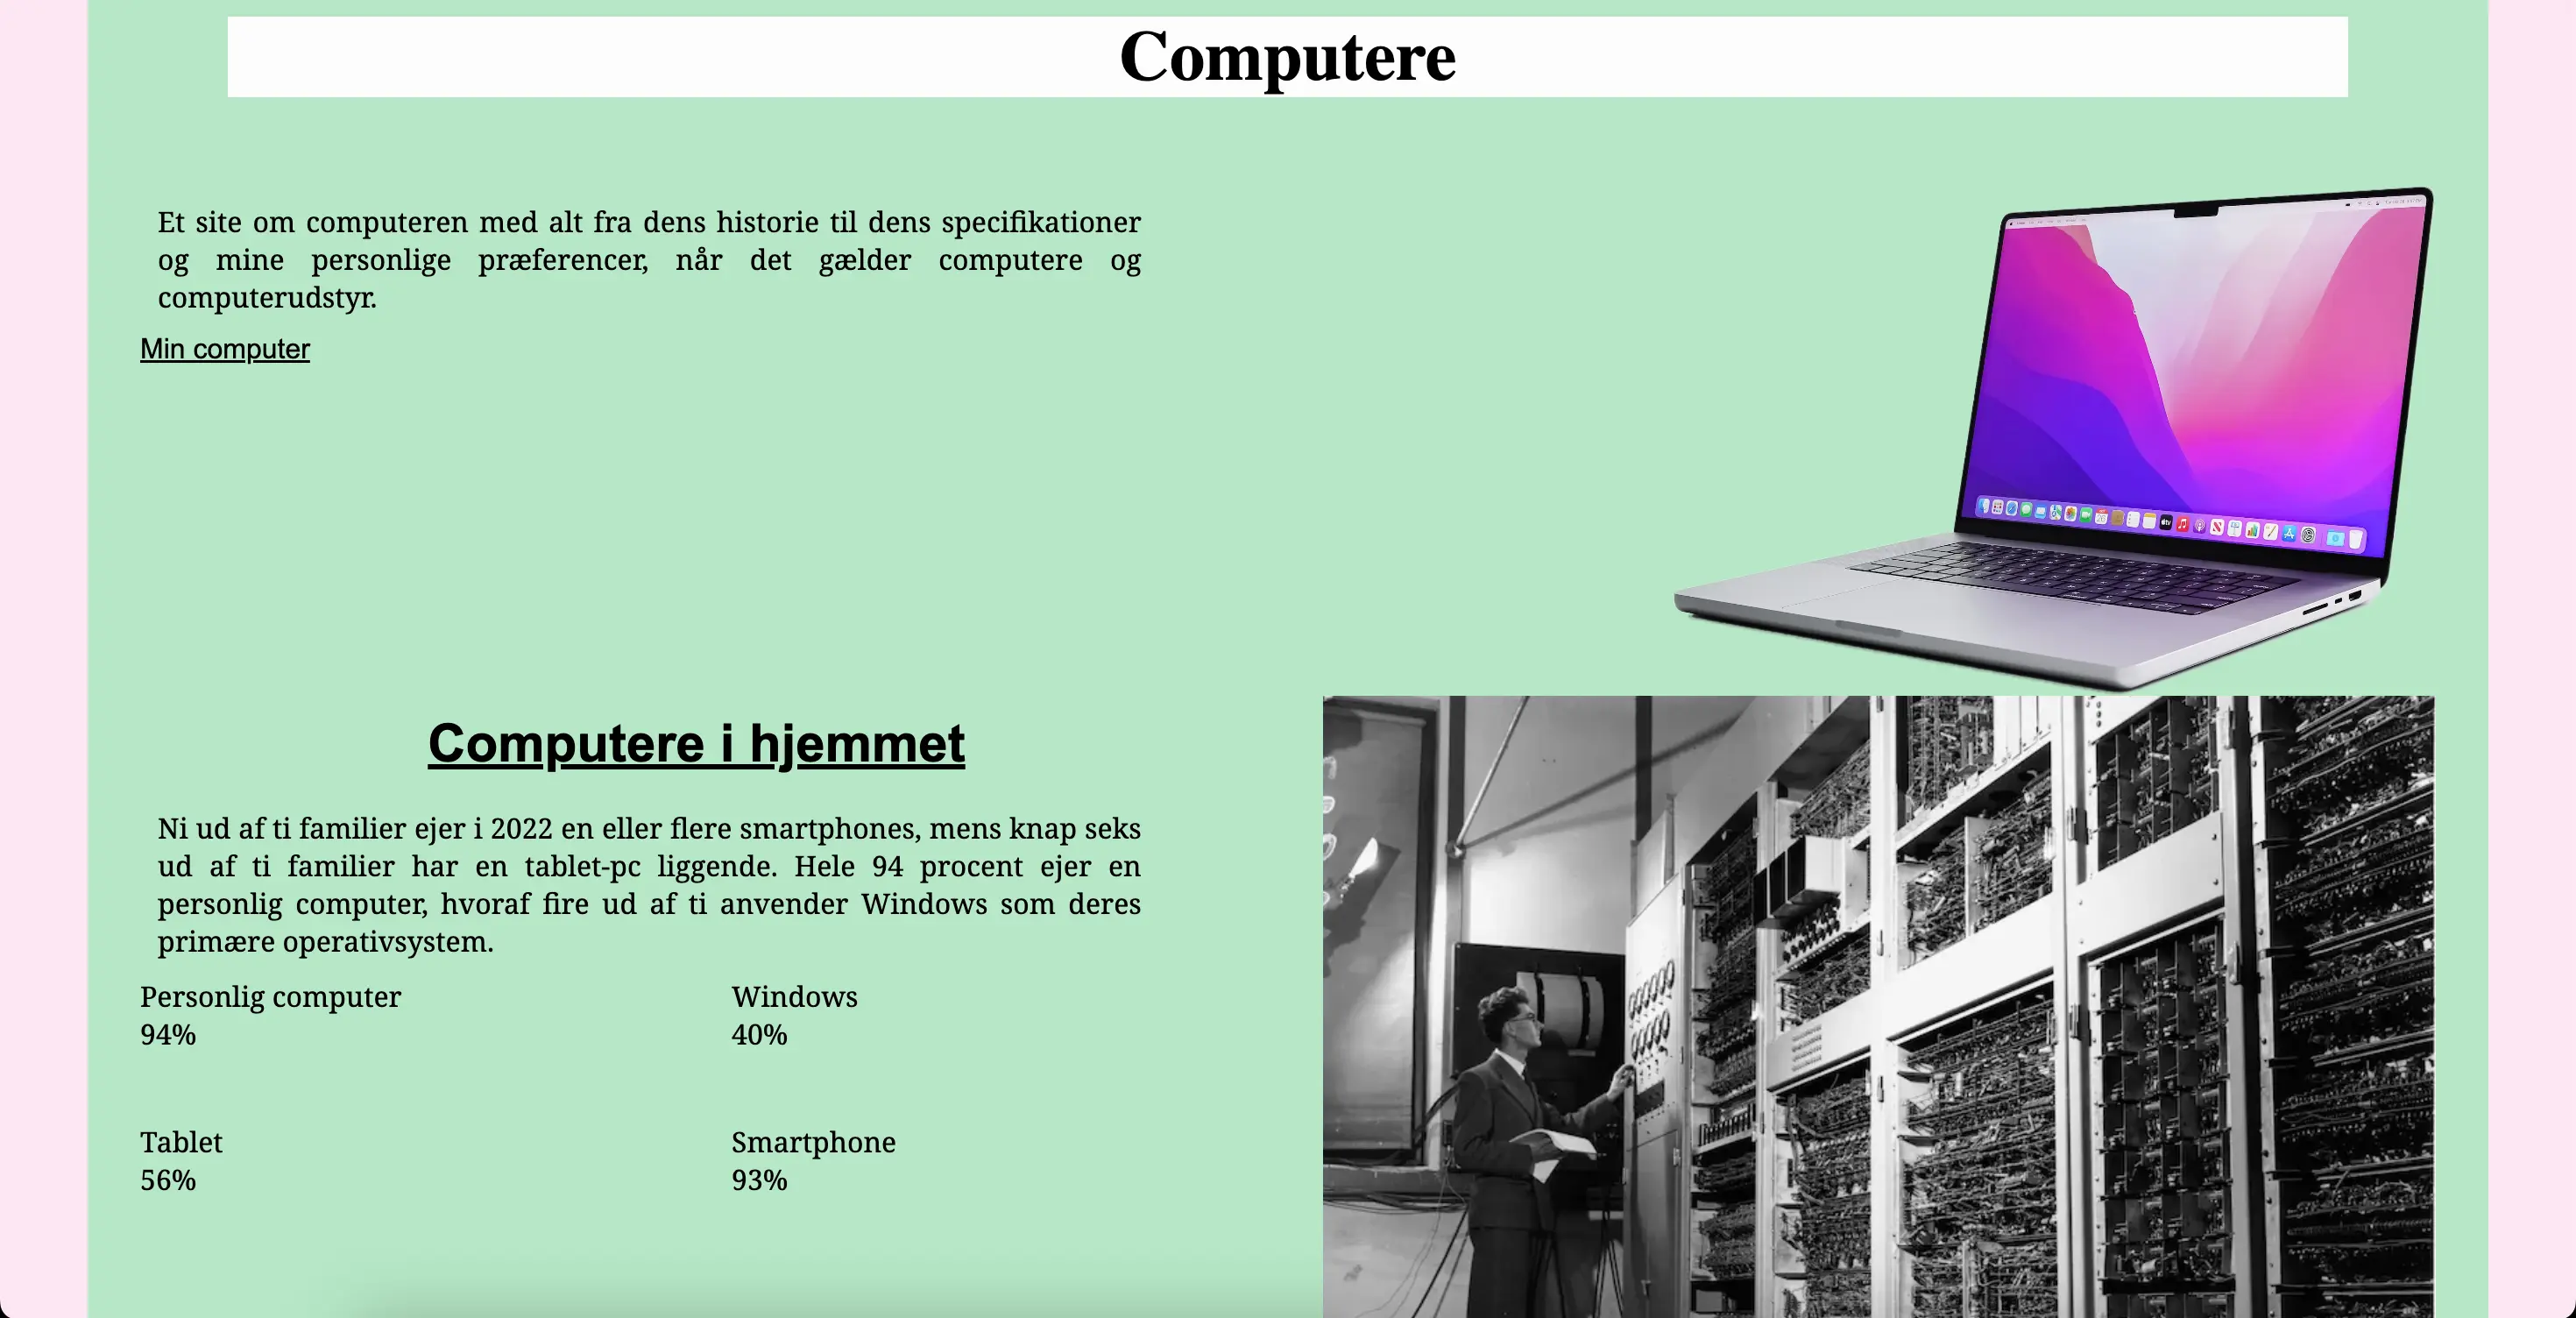 Computere
Et site om computeren med alt fra dens historie til dens specifikationer
og mine personlige præferencer, når det gælder computere og
computerudstyr.
Min computer
Computere i hjemmet
Ni ud af ti familier ejer i 2022 en eller flere smartphones, mens knap seks
ud af ti familier har en tablet-pc liggende. Hele 94 procent ejer en
personlig computer, hvoraf fire ud af ti anvender Windows som deres
primære operativsystem.
Personlig computer
94%
Windows
40%
Tablet
56%
Smartphone
93%